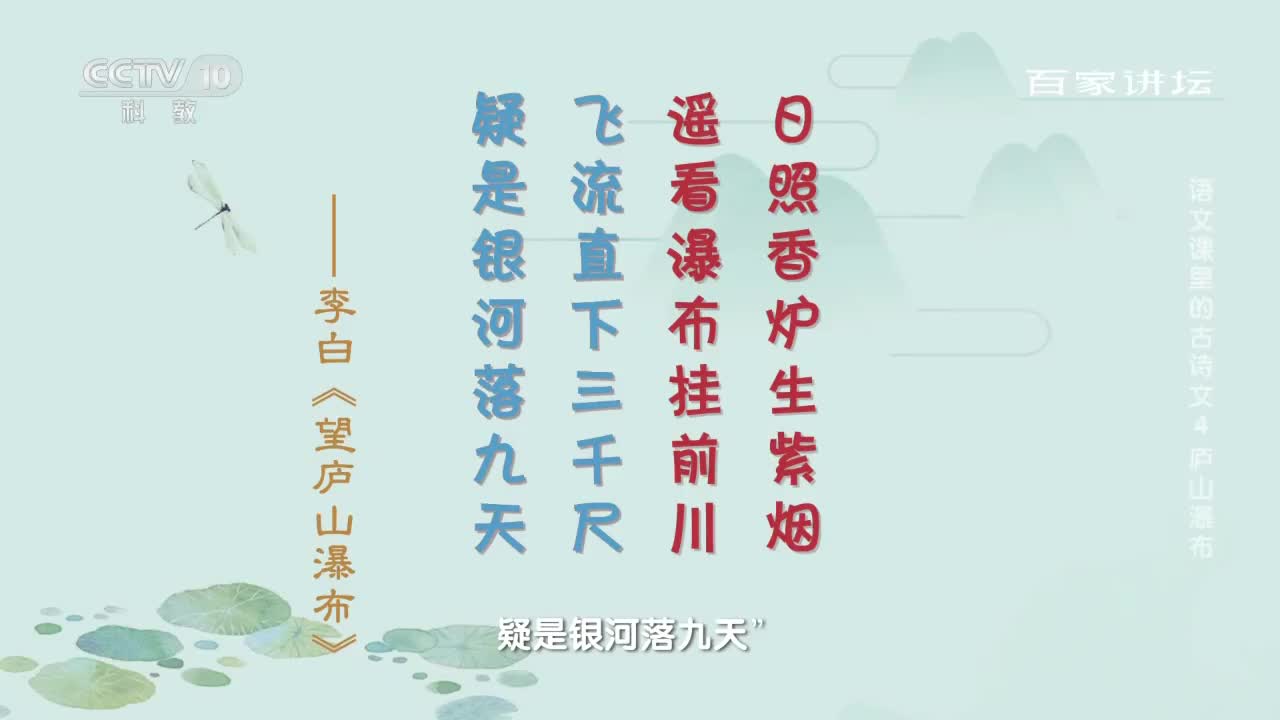 CCTV 10
科教
百家讲坛
语文课里的古诗文4 庐山瀑布
日照香炉生紫烟
遥看瀑布挂前川
飞流直下三千尺
疑是银河落九天
——李白《望庐山瀑布》
疑是银河落九天”